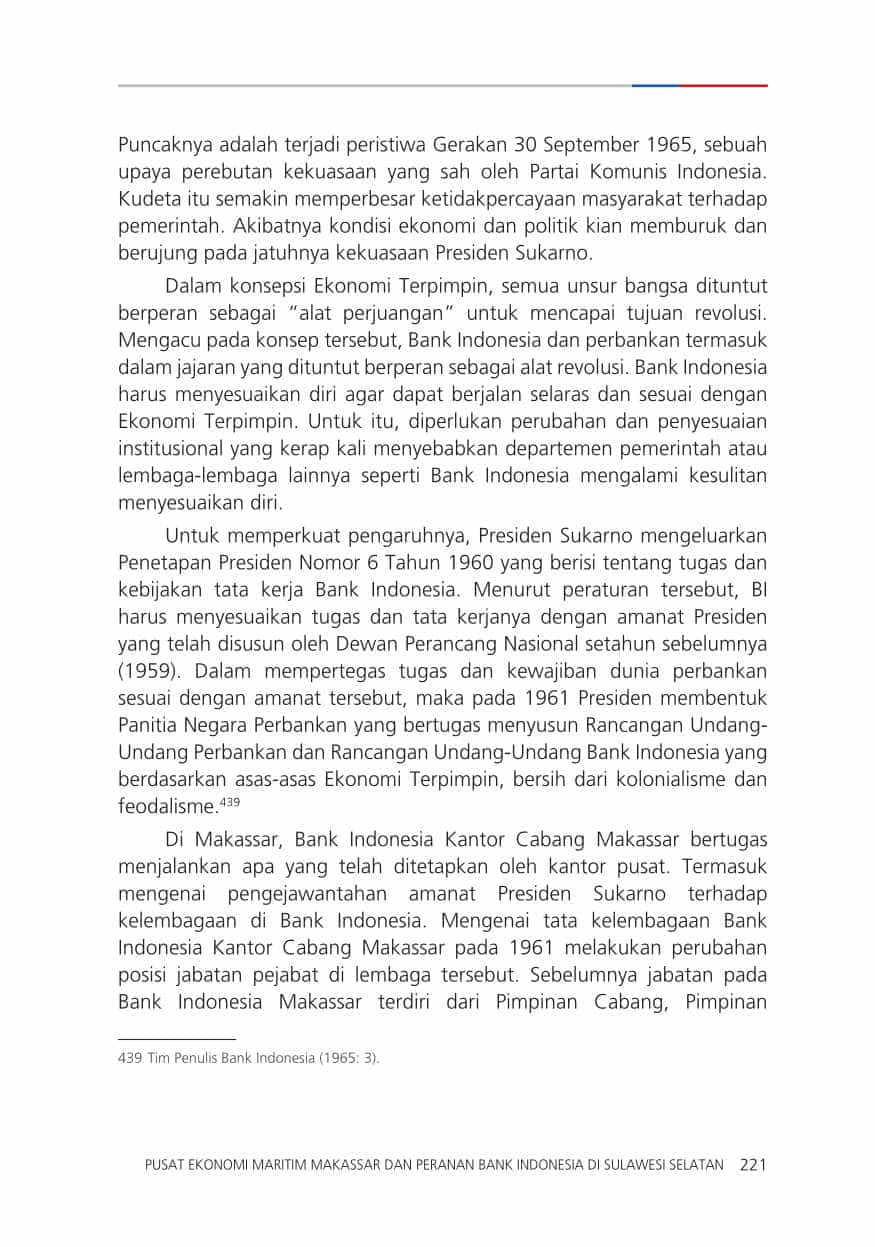 Puncaknya adalah terjadi peristiwa Gerakan 30 September 1965, sebuah
upaya perebutan kekuasaan yang sah oleh Partai Komunis Indonesia.
Kudeta itu semakin memperbesar ketidakpercayaan masyarakat terhadap
pemerintah. Akibatnya kondisi ekonomi dan politik kian memburuk dan
berujung pada jatuhnya kekuasaan Presiden Sukarno.
Dalam konsepsi Ekonomi Terpimpin, semua unsur bangsa dituntut
berperan sebagai “alat perjuangan” untuk mencapai tujuan revolusi.
Mengacu pada konsep tersebut, Bank Indonesia dan perbankan termasuk
dalam jajaran yang dituntut berperan sebagai alat revolusi. Bank Indonesia
harus menyesuaikan diri agar dapat berjalan selaras dan sesuai dengan
Ekonomi Terpimpin. Untuk itu, diperlukan perubahan dan penyesuaian
institusional yang kerap kali menyebabkan departemen pemerintah atau
lembaga-lembaga lainnya seperti Bank Indonesia mengalami kesulitan
menyesuaikan diri.
Untuk memperkuat pengaruhnya, Presiden Sukarno mengeluarkan
Penetapan Presiden Nomor 6 Tahun 1960 yang berisi tentang tugas dan
kebijakan tata kerja Bank Indonesia. Menurut peraturan tersebut, BI
harus menyesuaikan tugas dan tata kerjanya dengan amanat Presiden
yang telah disusun oleh Dewan Perancang Nasional setahun sebelumnya
(1959). Dalam mempertegas tugas dan kewajiban dunia perbankan
sesuai dengan amanat tersebut, maka pada 1961 Presiden membentuk
Panitia Negara Perbankan yang bertugas menyusun Rancangan Undang-
Undang Perbankan dan Rancangan Undang-Undang Bank Indonesia yang
berdasarkan asas-asas Ekonomi Terpimpin, bersih dari kolonialisme dan
feodalisme.439
Di Makassar, Bank Indonesia Kantor Cabang Makassar bertugas
menjalankan apa yang telah ditetapkan oleh kantor pusat. Termasuk
mengenai pengejawantahan amanat Presiden Sukarno terhadap
kelembagaan di Bank Indonesia. Mengenai tata kelembagaan Bank
Indonesia Kantor Cabang Makassar pada 1961 melakukan perubahan
posisi jabatan pejabat di lembaga tersebut. Sebelumnya jabatan pada
Bank Indonesia Makassar terdiri dari Pimpinan Cabang, Pimpinan
439 Tim Penulis Bank Indonesia (1965: 3).
PUSAT EKONOMI MARITIM MAKASSAR DAN PERANAN BANK INDONESIA DI SULAWESI SELATAN 221